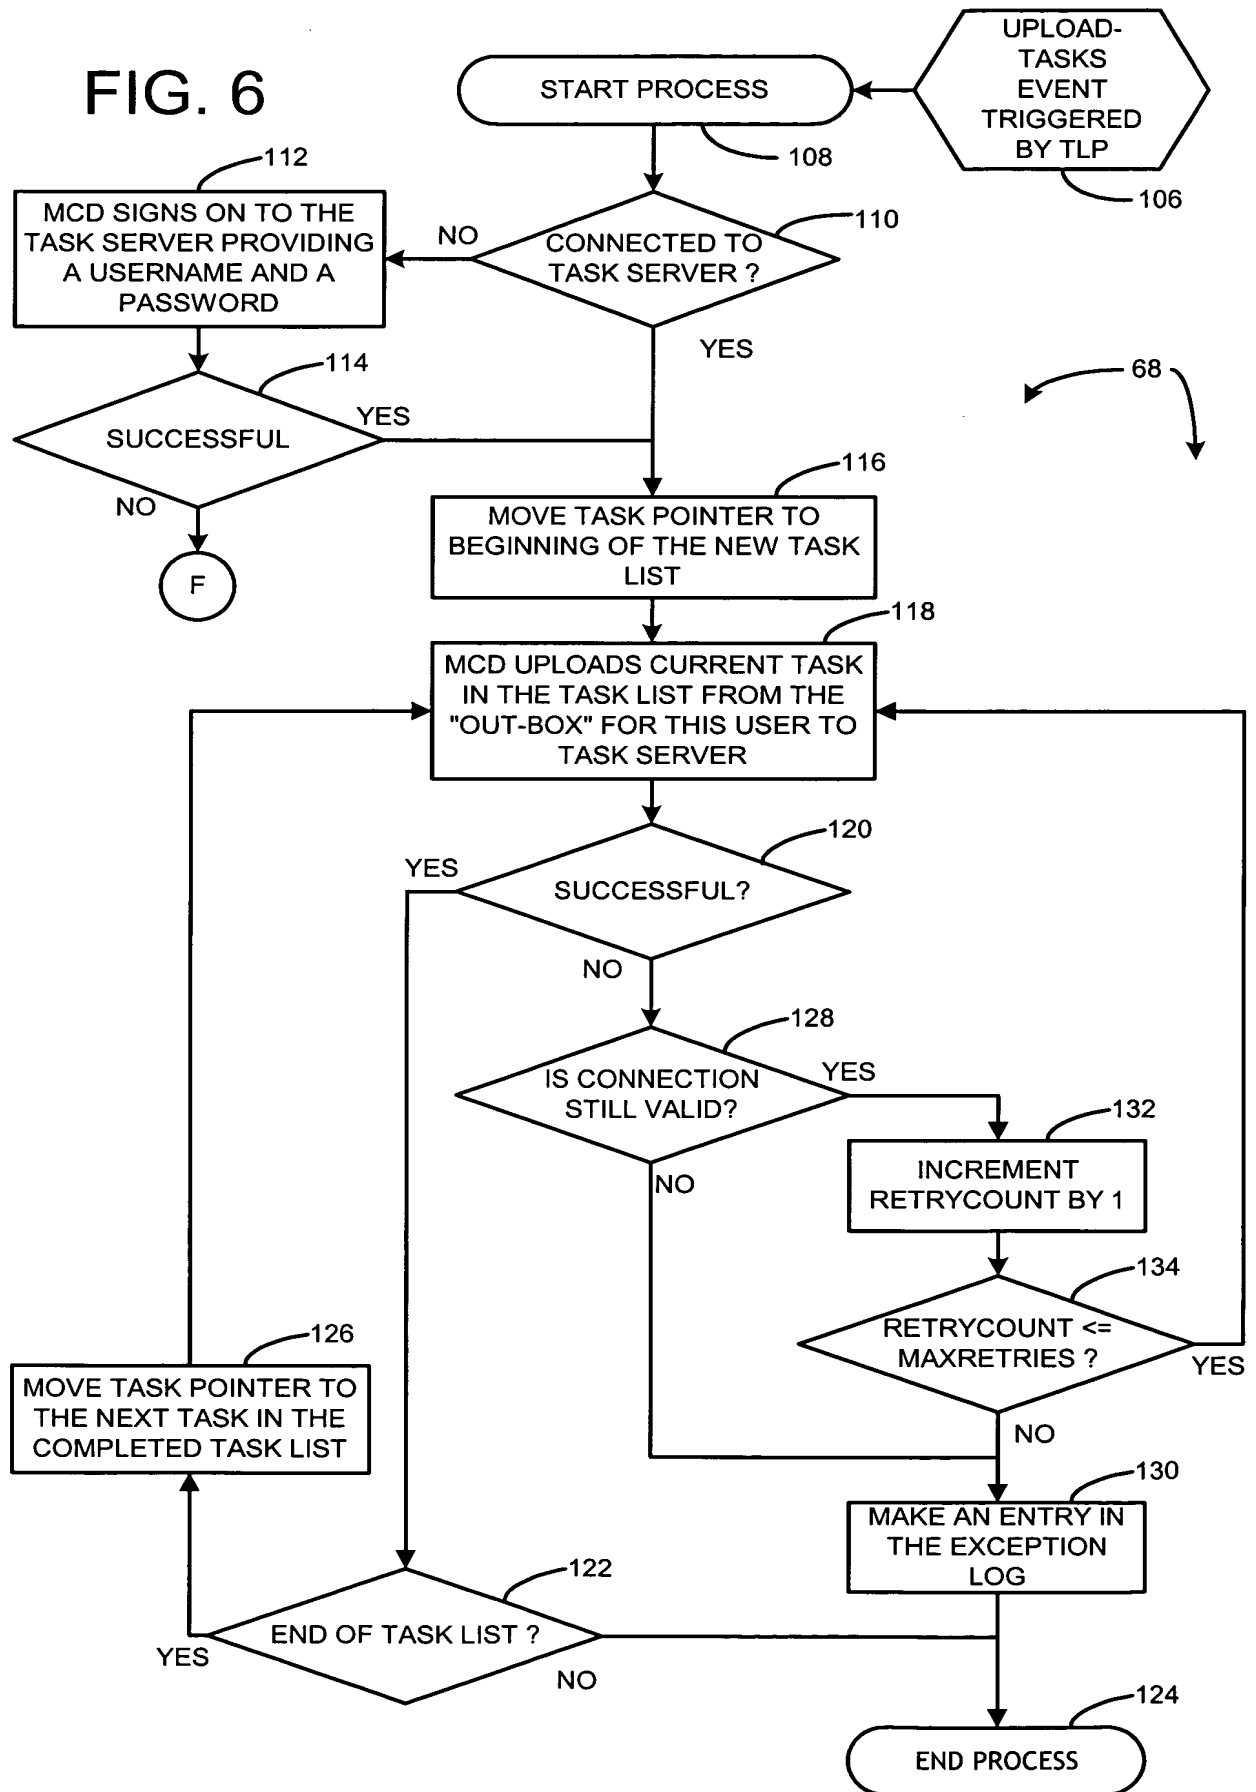 FIG. 6
START PROCESS
UPLOAD-
TASKS
EVENT
TRIGGERED
BY TLP
108
106
112
MCD SIGNS ON TO THE
TASK SERVER PROVIDING
A USERNAME AND A
PASSWORD
NO
CONNECTED TO
TASK SERVER ?
110
YES
114
SUCCESSFUL
YES
NO
F
68
116
MOVE TASK POINTER TO
BEGINNING OF THE NEW TASK
LIST
118
MCD UPLOADS CURRENT TASK
IN THE TASK LIST FROM THE
"OUT-BOX" FOR THIS USER TO
TASK SERVER
120
YES
SUCCESSFUL?
NO
128
IS CONNECTION
STILL VALID?
YES
NO
132
INCREMENT
RETRYCOUNT BY 1
134
RETRYCOUNT <=
MAXRETRIES ?
YES
NO
126
MOVE TASK POINTER TO
THE NEXT TASK IN THE
COMPLETED TASK LIST
130
MAKE AN ENTRY IN
THE EXCEPTION
LOG
122
END OF TASK LIST ?
YES
NO
124
END PROCESS